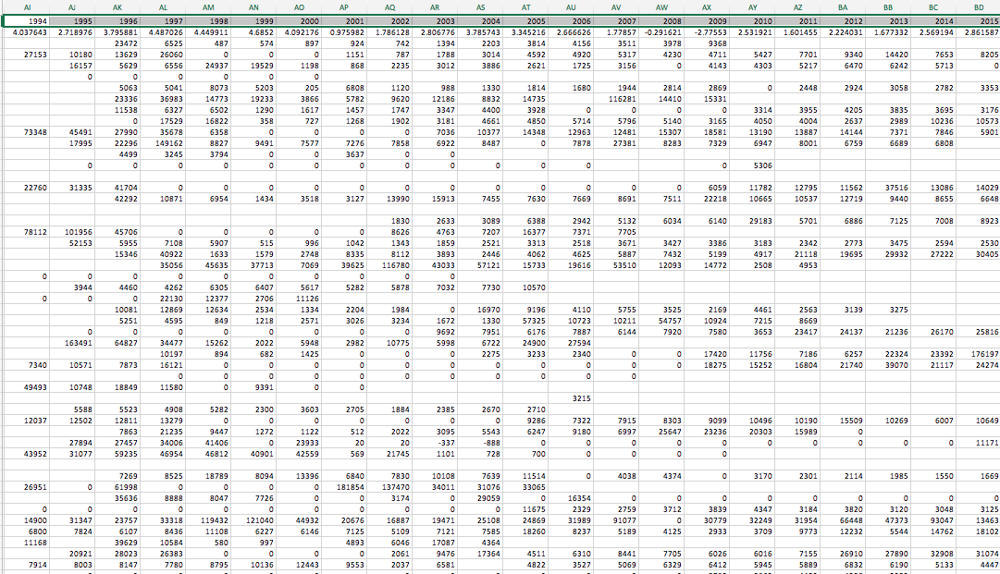 AI AJ AK AL AM AN AO AP AQ AR AS AT AU AV AW AX AY AZ BA BB BC BD
1994 1995 1996 1997 1998 1999 2000 2001 2002 2003 2004 2005 2006 2007 2008 2009 2010 2011 2012 2013 2014 2015
4.037643 2.718976 3.795881 4.487026 4.449911 4.6852 4.092176 0.975982 1.786128 2.806776 3.785743 3.345216 2.666626 1.77857 -0.291621 -2.77553 2.531921 1.601455 2.224031 1.677332 2.569194 2.861587
23472 6525 487 574 897 924 742 1394 2203 3814 4156 3511 3978 9368
27153 10180 13629 26060 0 0 0 1151 787 1788 3014 4592 4920 5317 4230 4711 5427 7701 9340 14420 7653 8205
16157 5629 6556 24937 19529 1198 868 2235 3012 3886 2621 1725 3156 0 4143 4303 5217 6470 6242 5713 0
0 0 0 0 0 0
5063 5041 8073 5203 205 6808 1120 988 1330 1814 1680 1944 2814 2869 0 2448 2924 3058 2782 3353
23336 36983 14773 19233 3866 5782 9620 12186 8832 14735 116281 14410 15331
11538 6327 6502 1290 1617 1457 1747 3347 4400 3928 0 0 0 0 3314 3955 4205 3835 3695 3176
0 17529 16822 358 727 1268 1902 3181 4661 4850 5714 5796 5140 3165 4050 4004 2637 2989 10236 10573
73348 45491 27990 35678 6358 0 0 0 0 7036 10377 14348 12963 12481 15307 18581 13190 13887 14144 7371 7846 5901
17995 22296 149162 8827 9491 7577 7276 7858 6922 8487 0 7878 27381 8283 7329 6947 8001 6759 6689 6808
4499 3245 3794 0 0 3637 0 0
0 0 0 0 0 0 0 0 0 0 0 0 0 5306
22760 31335 41704 0 0 0 0 0 0 0 0 0 0 0 0 6059 11782 12795 11562 37516 13086 14029
42292 10871 6954 1434 3518 3127 13990 15913 7455 7630 7669 8691 7511 22218 10665 10537 12719 9440 8655 6648
1830 2633 3089 6388 2942 5132 6034 6140 29183 5701 6886 7125 7008 8923
78112 101956 45706 0 0 0 0 0 8626 4763 7207 16377 7371 7705
52153 5955 7108 5907 515 996 1042 1343 1859 2521 3313 2518 3671 3427 3386 3183 2342 2773 3475 2594 2530
15346 40922 1633 1579 2748 8335 8112 3893 2446 4062 4625 5887 7432 5199 4917 21118 19695 29932 27222 30405
35056 45635 37713 7069 39625 116780 43033 57121 15733 19616 53510 12093 14772 2508 4953
0 0 0 0 0 0 0 0 0 0
3944 4460 4262 6305 6407 5617 5282 5878 7032 7730 10570
0 0 0 22130 12377 2706 11126
10081 12869 12634 2534 1334 2204 1984 0 16970 9196 4110 5755 3525 2169 4461 2563 3139 3275
5251 4595 849 1218 2571 3026 3234 1672 1330 57325 10723 10211 54757 10924 7215 8669
0 0 0 0 0 0 0 0 9692 7951 6176 7887 6144 7920 7580 3653 23417 24137 21236 26170 25816
163491 64827 34477 15262 2022 5948 2982 10775 5998 6722 24900 27594
10197 894 682 1425 0 0 0 2275 3233 2340 0 0 17420 11756 7186 6257 22324 23392 176197
7340 10571 7873 16121 0 0 0 0 0 0 0 0 0 0 0 18275 15252 16804 21740 39070 21117 24274
0 0 0 0 0 0 0 0 0 0 0
49493 10748 18849 11580 0 9391 0 0
3215
5588 5523 4908 5282 2300 3603 2705 1884 2385 2670 2710
12037 12502 12811 13279 0 0 0 0 0 0 0 9286 7322 7915 8303 9099 10496 10190 15509 10269 6007 10649
7863 21235 9447 1272 1122 512 2022 3095 5543 6247 9180 6997 25647 23236 20303 15989 0
27894 27457 34006 41406 0 23933 20 20 -337 -888 0 0 0 0 0 0 0 0 0 0 11171
43952 31077 59235 46954 46812 40901 42559 569 21745 1101 728 700 0 0 0 0
7269 8525 18789 8094 13396 6840 7830 10108 7639 11514 0 4038 4374 0 3170 2301 2114 1985 1550 1669
26951 0 61998 0 0 0 0 181854 137470 34011 31076 33065
35636 8888 8047 7726 0 0 3174 0 29059 0 16354 0 0 0 0 0 0 0 0 0
0 0 0 0 0 0 0 0 0 0 0 11675 2329 2759 3712 3839 4347 3184 3820 3120 3048 3125
14900 31347 23757 33318 119432 121040 44932 20676 16887 19471 25108 24869 31989 91077 0 30779 32249 31954 66448 47373 93047 13463
6800 7824 6107 8436 11108 6227 6146 7125 5109 7121 7585 18260 8237 5189 4125 2933 3709 9773 12232 5544 14762 18102
11168 39629 10584 580 997 4893 6046 17087 4364
20921 28023 26383 0 0 0 0 2061 9476 17364 4511 6310 8441 7705 6026 6016 7155 26910 27890 32908 31074
7914 8003 8147 7780 8795 10136 12443 9553 2037 6581 4822 3527 5069 6329 6412 5945 5889 6832 6190 5133 4447